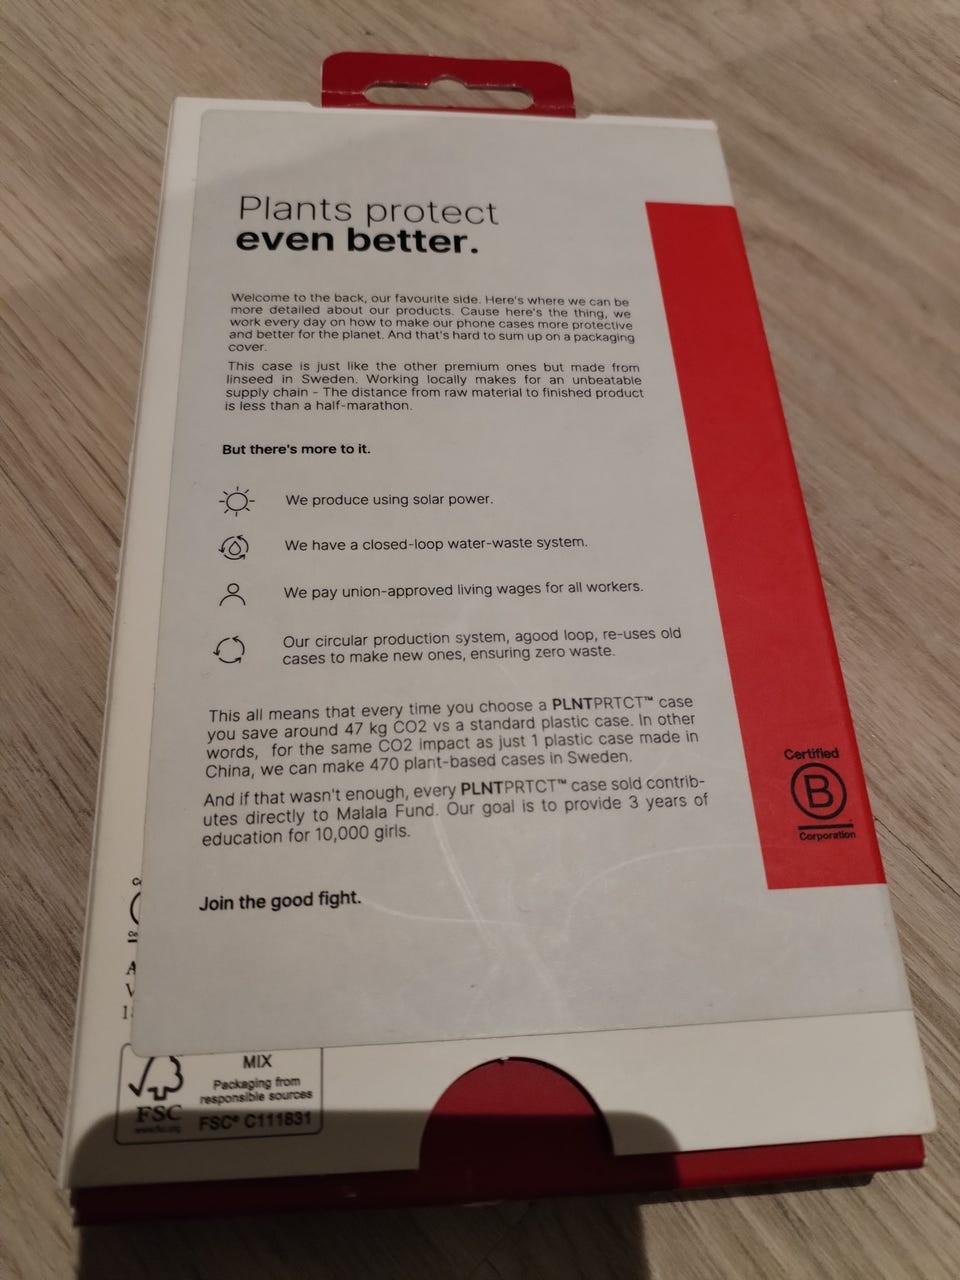 Plants protect
even better.
Welcome to the back, our favourite side. Here's where we can be
more detailed about our products. Cause here's the thing, we
work every day on how to make our phone cases more protective
and better for the planet. And that's hard to sum up on a packaging
cover.
This case is just like the other premium ones but made from
linseed in Sweden. Working locally makes for an unbeatable
supply chain - The distance from raw material to finished product
is less than a half-marathon.
But there's more to it.
We produce using solar power.
We have a closed-loop water-waste system.
We pay union-approved living wages for all workers.
Our circular production system, agood loop, re-uses old
cases to make new ones, ensuring zero waste.
This all means that every time you choose a PLNTPRTCT™ case
you save around 47 kg CO2 vs a standard plastic case. In other
words, for the same CO2 impact as just 1 plastic case made in
China, we can make 470 plant-based cases in Sweden.
And if that wasn't enough, every PLNTPRTCT™ case sold contrib-
utes directly to Malala Fund. Our goal is to provide 3 years of
education for 10,000 girls.
Join the good fight.
Certified
B
Corporation
MIX
Packaging from
responsible sources
FSC® C111831
FSC
www.fsc.org